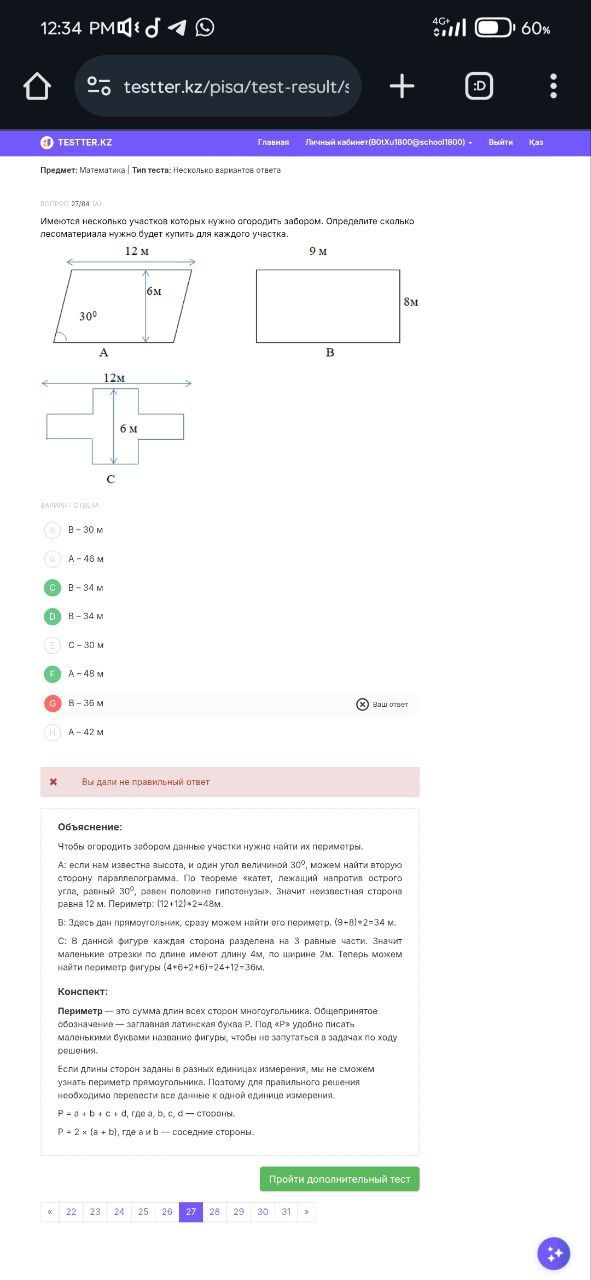 12:34 PM
4G+
60%
testter.kz/pisa/test-result/s
:D
TESTTER.KZ
Главная Личный кабинет(B0tXu1800@school1800) Выйти Қаз
Предмет: Математика | Тип теста: Несколько вариантов ответа
ВОПРОС 27/84 (A)
Имеются несколько участков которых нужно огородить забором. Определите сколько
лесоматериала нужно будет купить для каждого участка.
12 м
9 м
6м
8м
30⁰
A
B
12м
6 м
C
ВАРИАНТ ОТВЕТА:
A B – 30 м
B A – 46 м
C B – 34 м
D B – 34 м
E C – 30 м
F A – 48 м
G B – 36 м Ваш ответ
H A – 42 м
Вы дали не правильный ответ
Объяснение:
Чтобы огородить забором данные участки нужно найти их периметры.
А: если нам известна высота, и один угол величиной 30⁰, можем найти вторую
сторону параллелограмма. По теореме «катет, лежащий напротив острого
угла, равный 30⁰, равен половине гипотенузы». Значит неизвестная сторона
равна 12 м. Периметр: (12+12)*2=48м.
В: Здесь дан прямоугольник, сразу можем найти его периметр. (9+8)*2=34 м.
С: В данной фигуре каждая сторона разделена на 3 равные части. Значит
маленькие отрезки по длине имеют длину 4м, по ширине 2м. Теперь можем
найти периметр фигуры (4*6+2*6)=24+12=36м.
Конспект:
Периметр — это сумма длин всех сторон многоугольника. Общепринятое
обозначение — заглавная латинская буква P. Под «P» удобно писать
маленькими буквами название фигуры, чтобы не запутаться в задачах по ходу
решения.
Если длины сторон заданы в разных единицах измерения, мы не сможем
узнать периметр прямоугольника. Поэтому для правильного решения
необходимо перевести все данные к одной единице измерения.
P = a + b + c + d, где a, b, c, d — стороны.
P = 2 × (a + b), где a и b — соседние стороны.
Пройти дополнительный тест
« 22 23 24 25 26 27 28 29 30 31 »